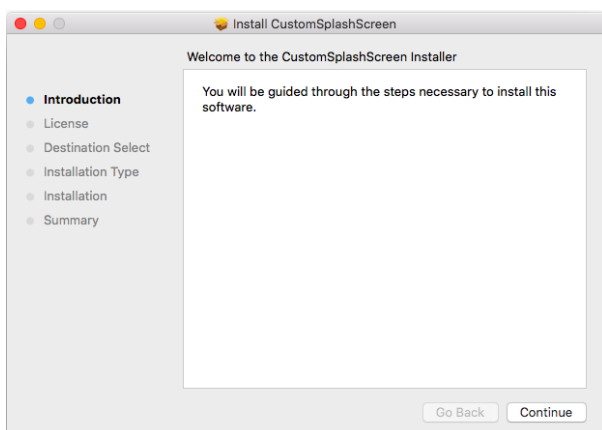 Install CustomSplashScreen
Welcome to the CustomSplashScreen Installer
Introduction
License
Destination Select
Installation Type
Installation
Summary
You will be guided through the steps necessary to install this
software.
Go Back
Continue